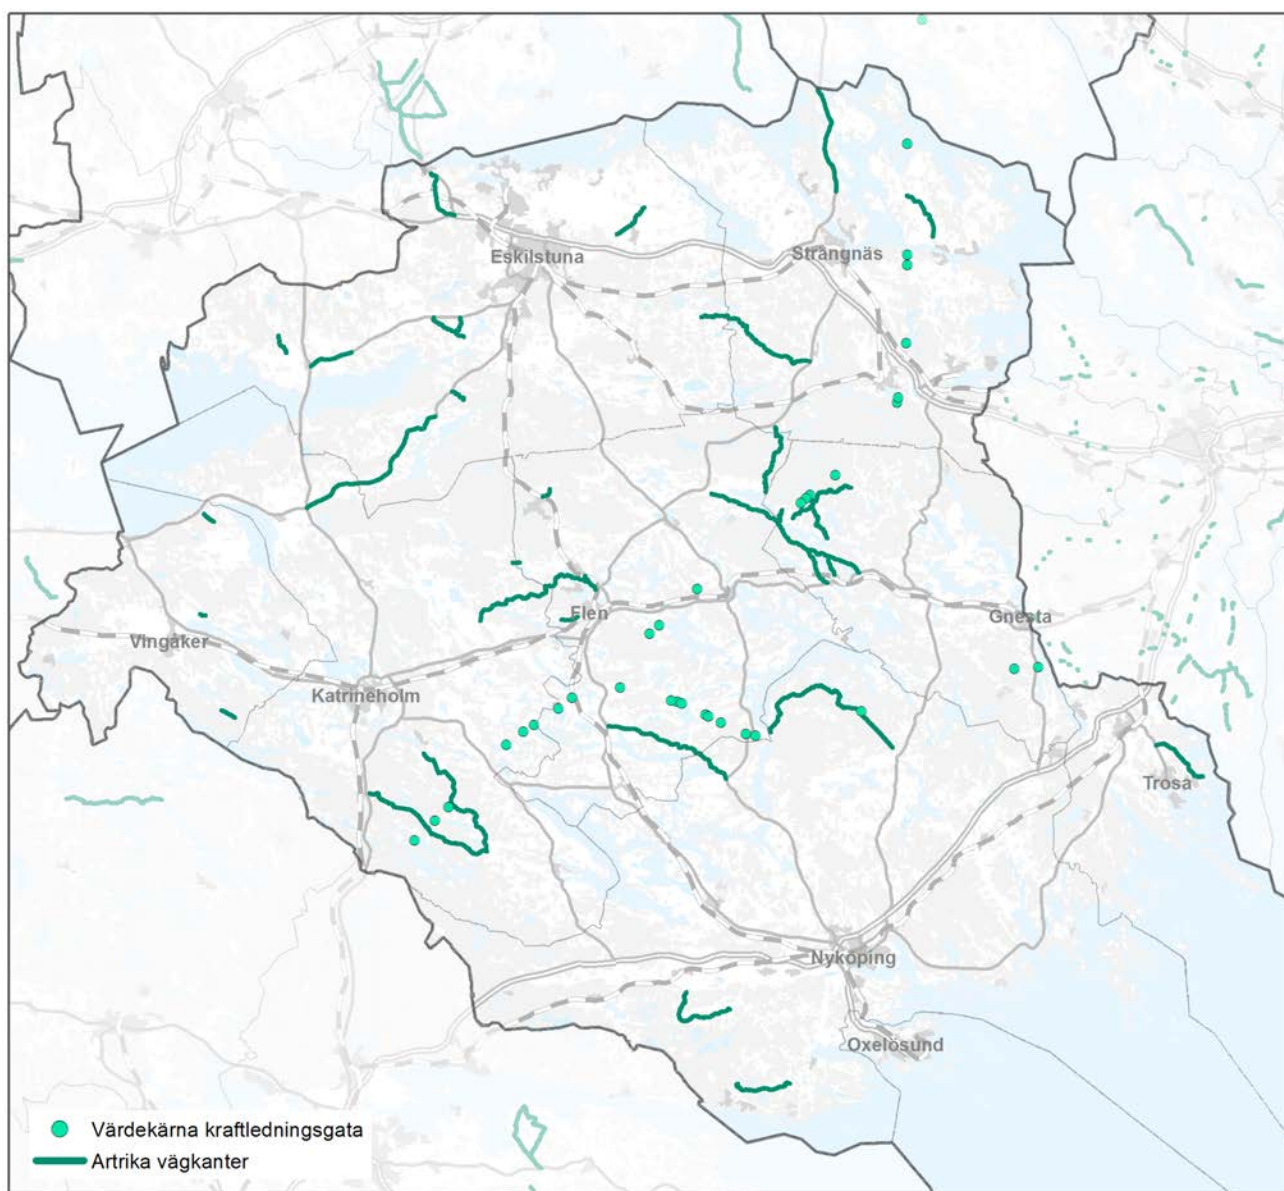 Eskilstuna
Strängnäs
Flen
Gnesta
Vingåker
Katrineholm
Trosa
Nyköping
Oxelösund
Värdekärna kraftledningsgata
Artrika vägkanter